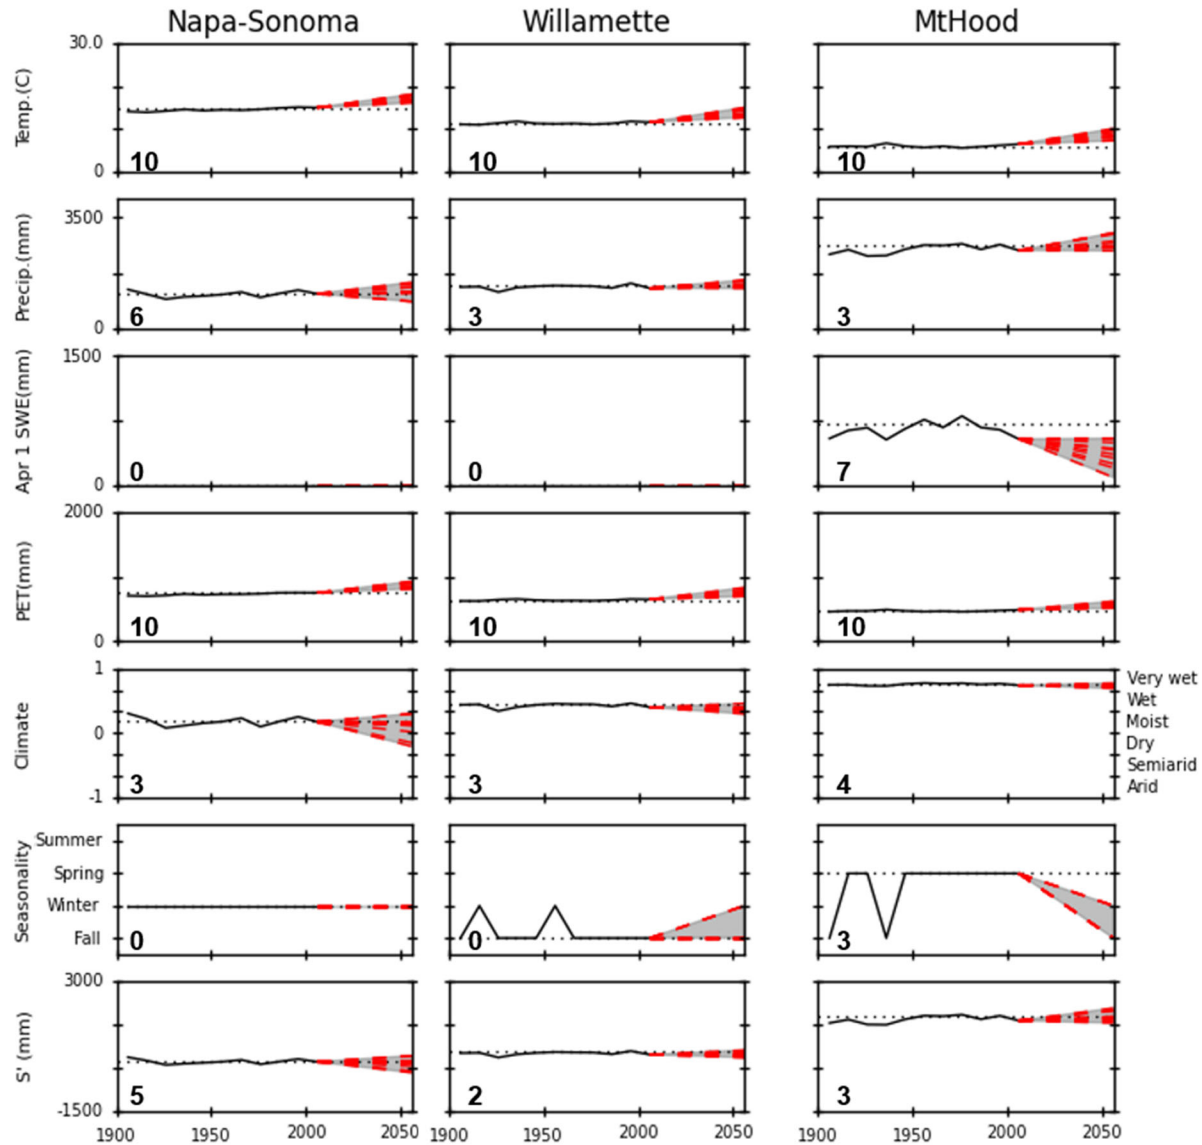 Napa-Sonoma Willamette MtHood
30.0
Temp.(C)
0
10 10 10
3500
Precip.(mm)
0
6 3 3
1500
Apr 1 SWE(mm)
0
0 0 7
2000
PET(mm)
0
10 10 10
1
Climate
0
-1
3 3 4
Very wet
Wet
Moist
Dry
Semiarid
Arid
Seasonality
Summer
Spring
Winter
Fall
0 0 3
3000
S' (mm)
-1500
5 2 3
1900 1950 2000 2050 1900 1950 2000 2050 1900 1950 2000 2050